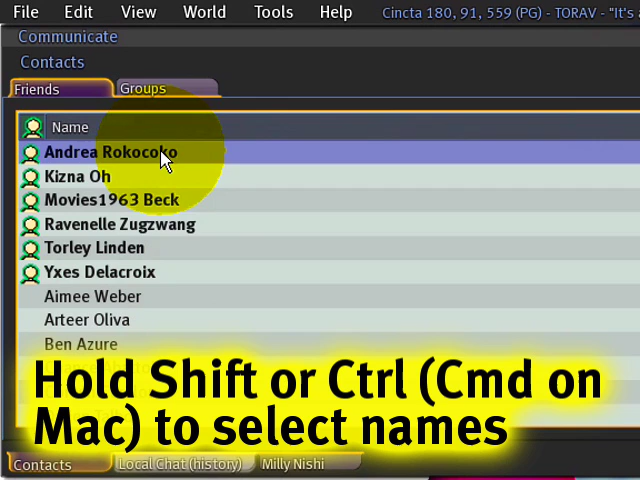 File Edit View World Tools Help Cincta 180, 91, 559 (PG) - TORAV - "It's
Communicate
Contacts
Friends Groups
Name
Andrea Rokocoko
Kizna Oh
Movies1963 Beck
Ravenelle Zugzwang
Torley Linden
Yxes Delacroix
Aimee Weber
Arteer Oliva
Ben Azure
Hold Shift or Ctrl (Cmd on
Mac) to select names
Contacts Local Chat (history) Milly Nishi